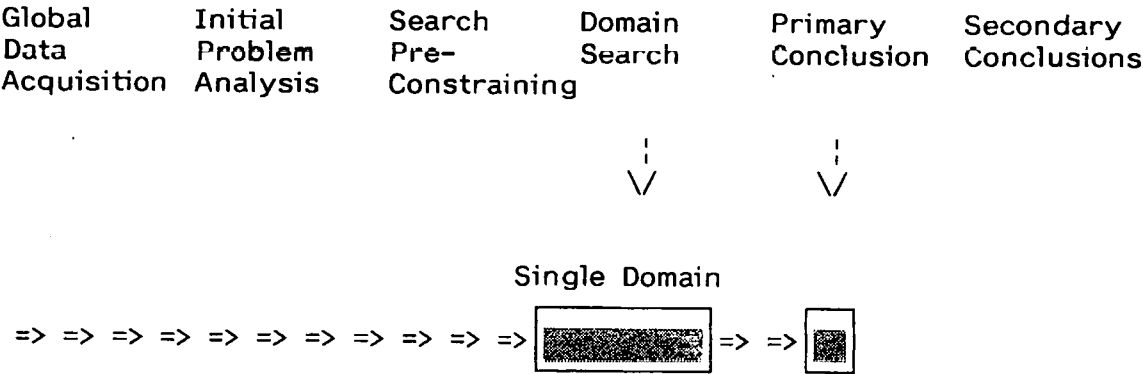 Global Initial Search Domain Primary Secondary
Data Problem Pre- Search Conclusion Conclusions
Acquisition Analysis Constraining
Single Domain
=> => => => => => => => => => => => =>